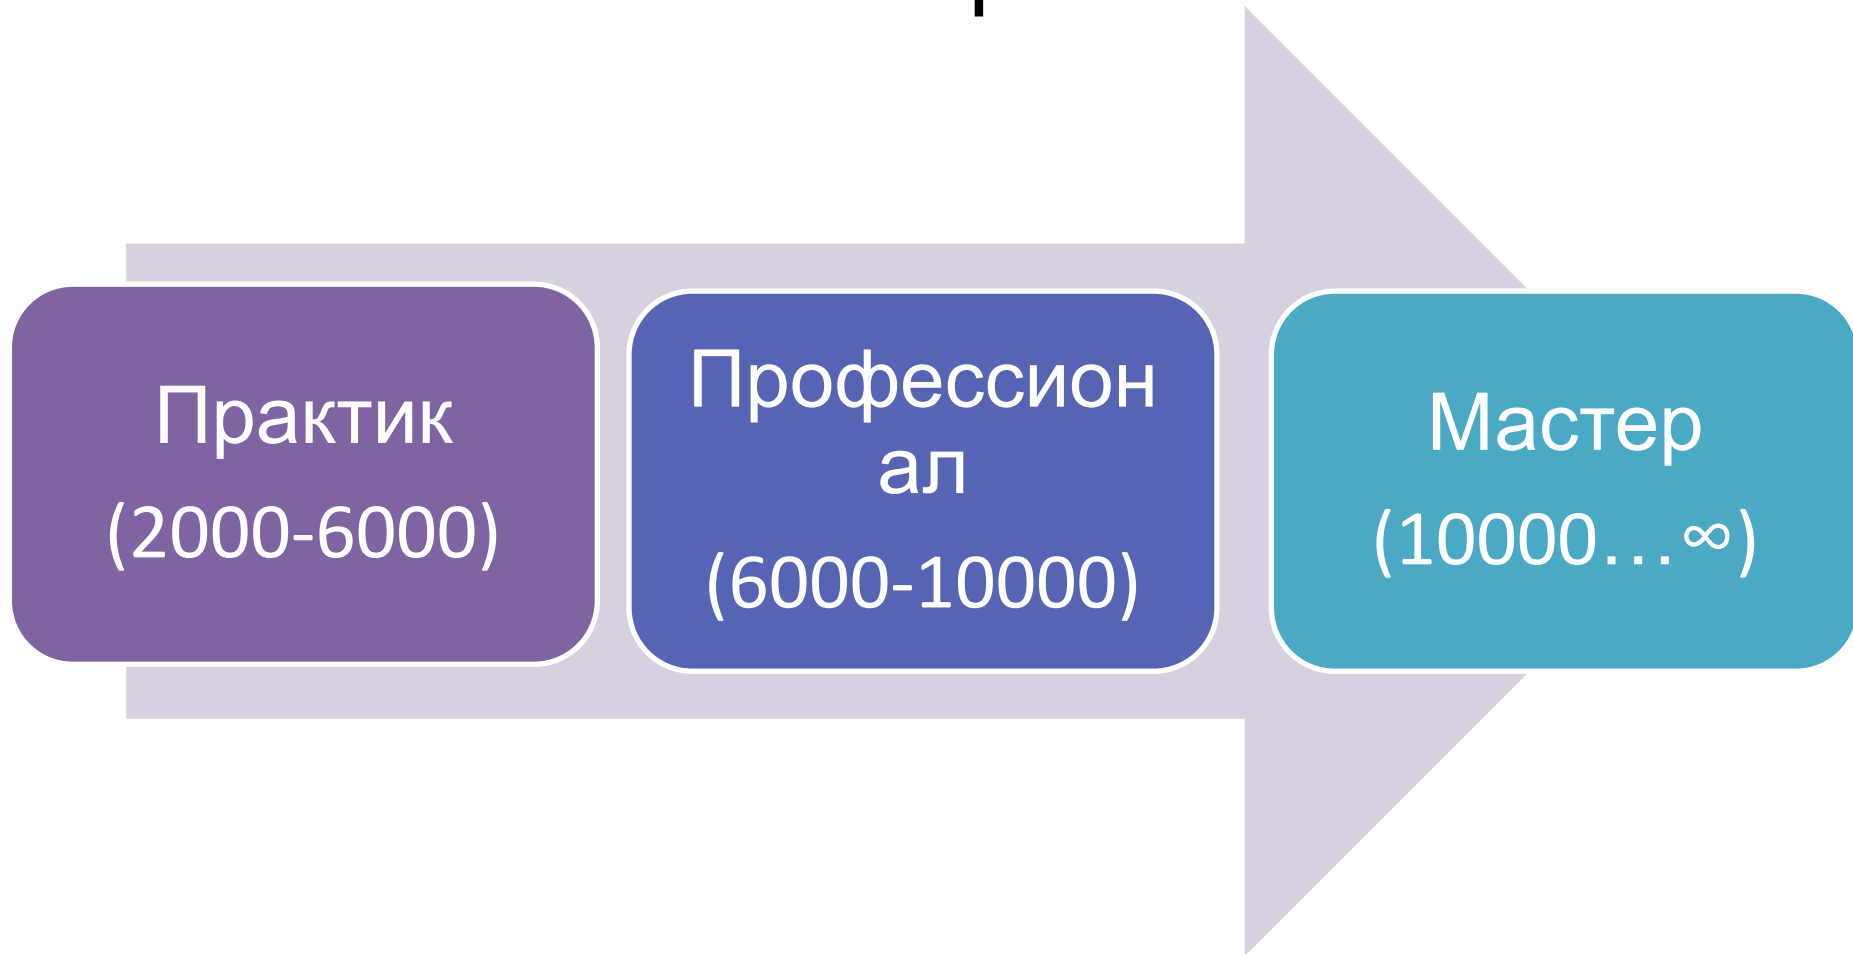 Практик
(2000-6000)
Профессион
ал
(6000-10000)
Мастер
(10000…∞)